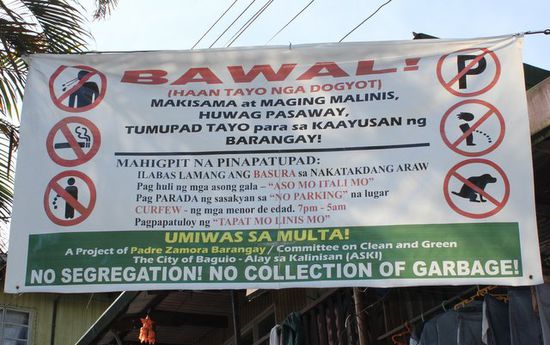 BAWAL!
(HAAN TAYO NGA DOGYOT)
MAKISAMA at MAGING MALINIS,
HUWAG PASAWAY,
TUMUPAD TAYO para sa KAAYUSAN ng
BARANGAY!
MAHIGPIT NA PINAPATUPAD:
ILABAS LAMANG ANG BASURA sa NAKATAKDANG ARAW
Pag huli ng mga asong gala - "ASO MO ITALI MO"
Pag PARADA ng sasakyan sa "NO PARKING" na lugar
CURFEW - ng mga menor de edad. 7pm - 5am
Pagpapatuloy ng "TAPAT MO LINIS MO"
UMIWAS SA MULTA!
A Project of Padre Zamora Barangay / Committee on Clean and Green
The City of Baguio - Alay sa Kalinisan (ASKI)
NO SEGREGATION! NO COLLECTION OF GARBAGE!
P